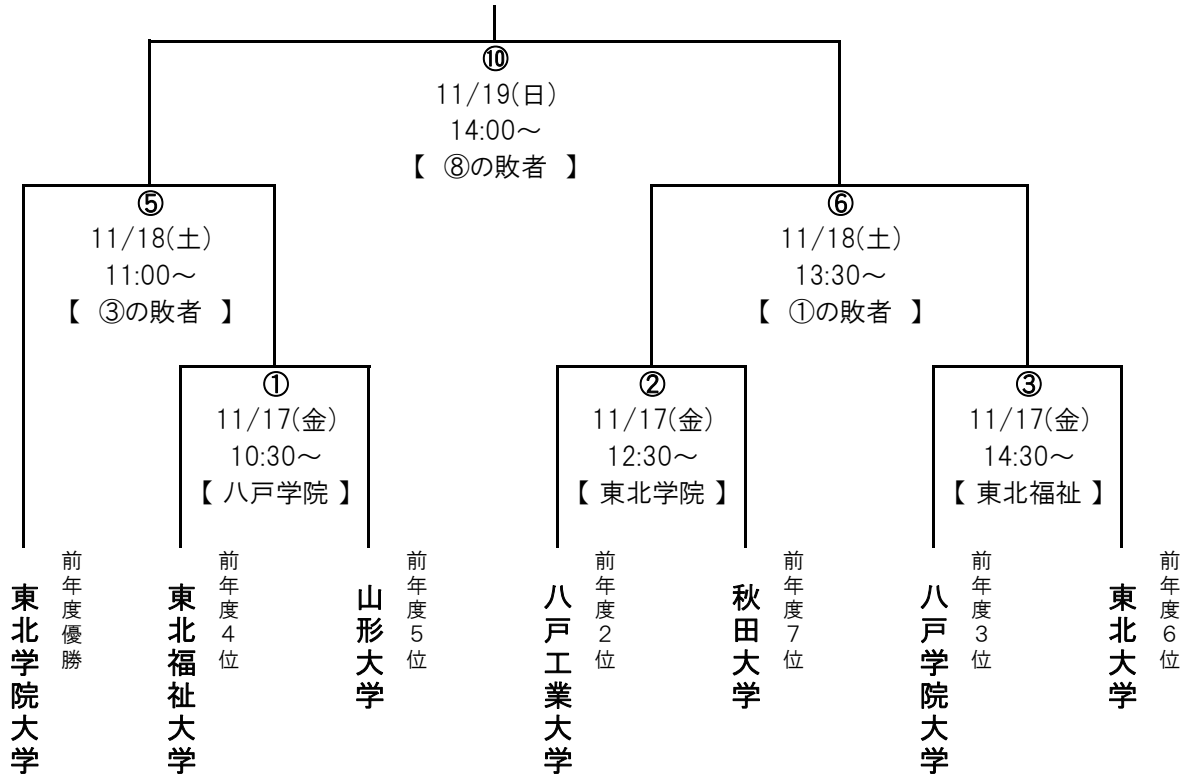 ⑩
11/19(日)
14:00～
【 ⑧の敗者 】
⑤
11/18(土)
11:00～
【 ③の敗者 】
⑥
11/18(土)
13:30～
【 ①の敗者 】
①
11/17(金)
10:30～
【 八戸学院 】
②
11/17(金)
12:30～
【 東北学院 】
③
11/17(金)
14:30～
【 東北福祉 】
東北学院大学
前年度優勝
東北福祉大学
前年度4位
山形大学
前年度5位
八戸工業大学
前年度2位
秋田大学
前年度7位
八戸学院大学
前年度3位
東北大学
前年度6位